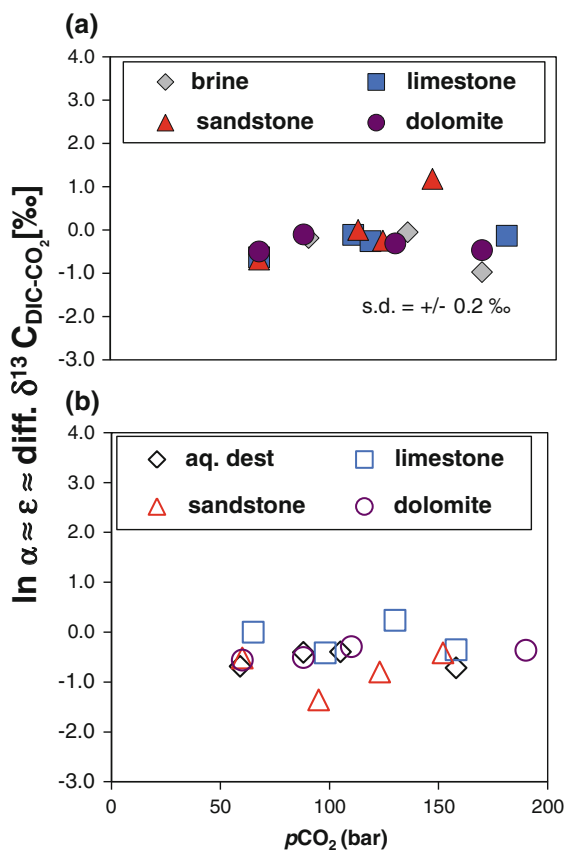 (a)
4.0
brine limestone
3.0
sandstone dolomite
2.0
1.0
0.0
-1.0
s.d. = +/- 0.2 ‰
-2.0
-3.0
ln α ≈ ε ≈ diff. δ¹³ C DIC-CO₂ [‰]
(b)
4.0
aq. dest limestone
3.0
sandstone dolomite
2.0
1.0
0.0
-1.0
-2.0
-3.0
0 50 100 150 200
pCO₂ (bar)